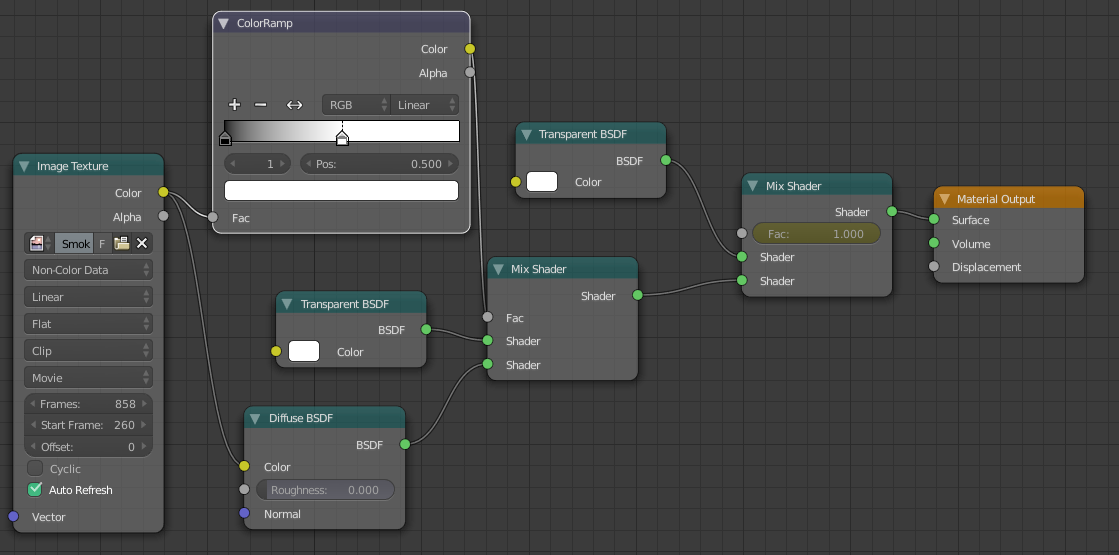 ColorRamp
Color
Alpha
RGB Linear
1 Pos: 0.500
Fac
Image Texture
Color
Alpha
Smok F
Non-Color Data
Linear
Flat
Clip
Movie
Frames: 858
Start Frame: 260
Offset: 0
Cyclic
Auto Refresh
Vector
Transparent BSDF
BSDF
Color
Diffuse BSDF
BSDF
Color
Roughness: 0.000
Normal
Mix Shader
Shader
Fac
Shader
Shader
Transparent BSDF
BSDF
Color
Mix Shader
Shader
Fac: 1.000
Shader
Shader
Material Output
Surface
Volume
Displacement